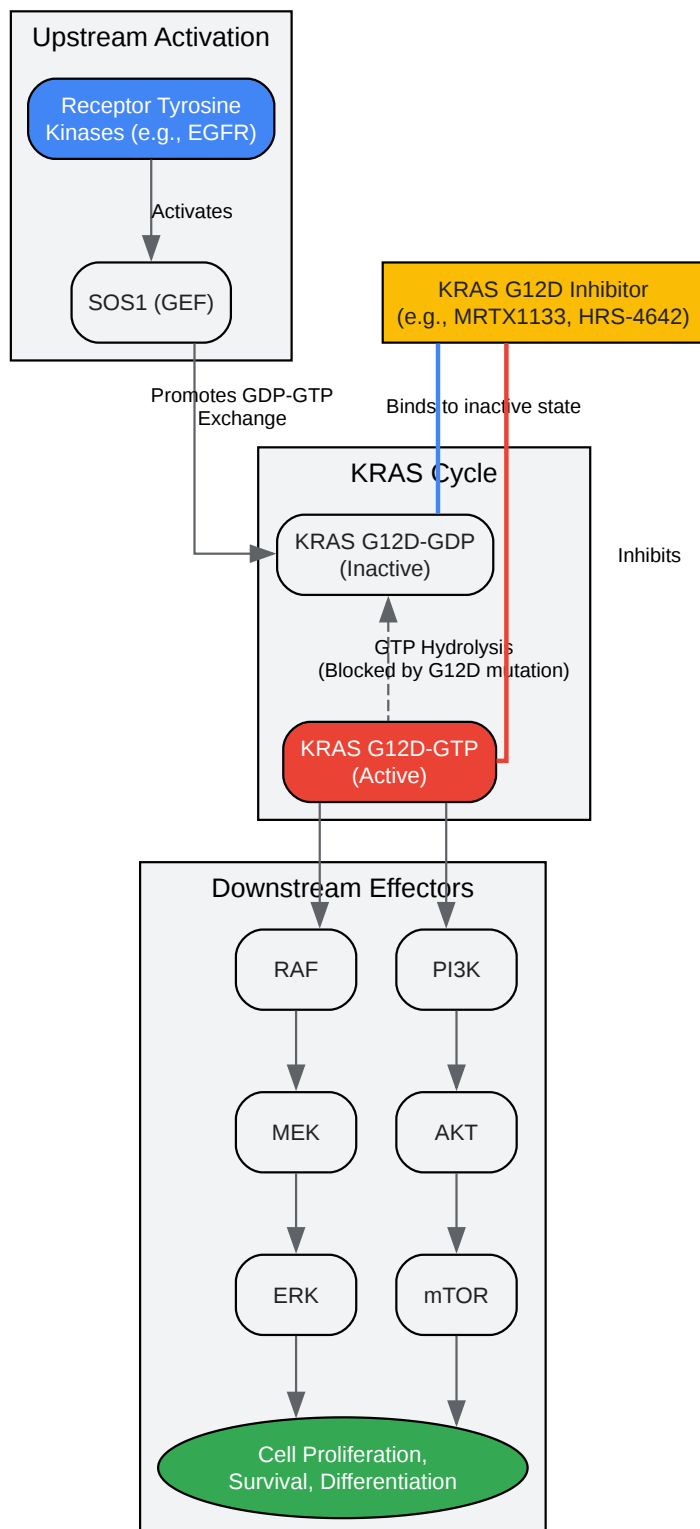 Upstream Activation
Receptor Tyrosine
Kinases (e.g., EGFR)
Activates
SOS1 (GEF)
KRAS G12D Inhibitor
(e.g., MRTX1133, HRS-4642)
Promotes GDP-GTP
Exchange
Binds to inactive state
KRAS Cycle
KRAS G12D-GDP
(Inactive)
Inhibits
GTP Hydrolysis
(Blocked by G12D mutation)
KRAS G12D-GTP
(Active)
Downstream Effectors
RAF
PI3K
MEK
AKT
ERK
mTOR
Cell Proliferation,
Survival, Differentiation